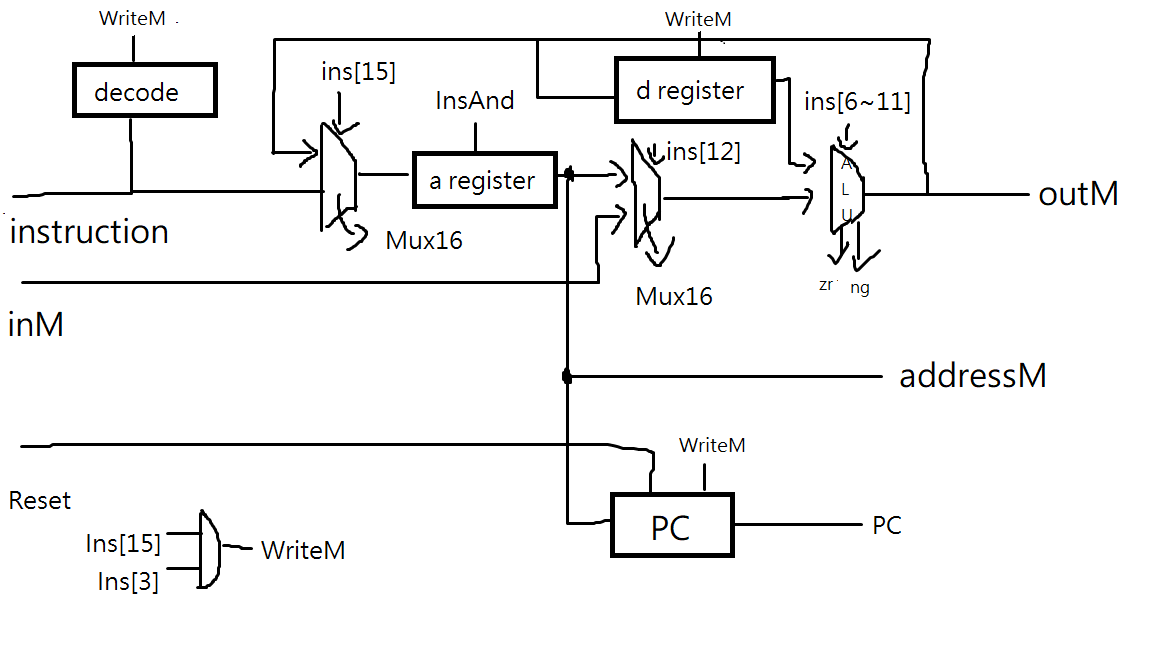 WriteM
decode
WriteM
ins[15]
InsAnd
d register
ins[6~11]
a register
ins[12]
A
L
U
outM
instruction
Mux16
Mux16
zr
ng
inM
addressM
WriteM
Reset
PC
PC
Ins[15]
WriteM
Ins[3]